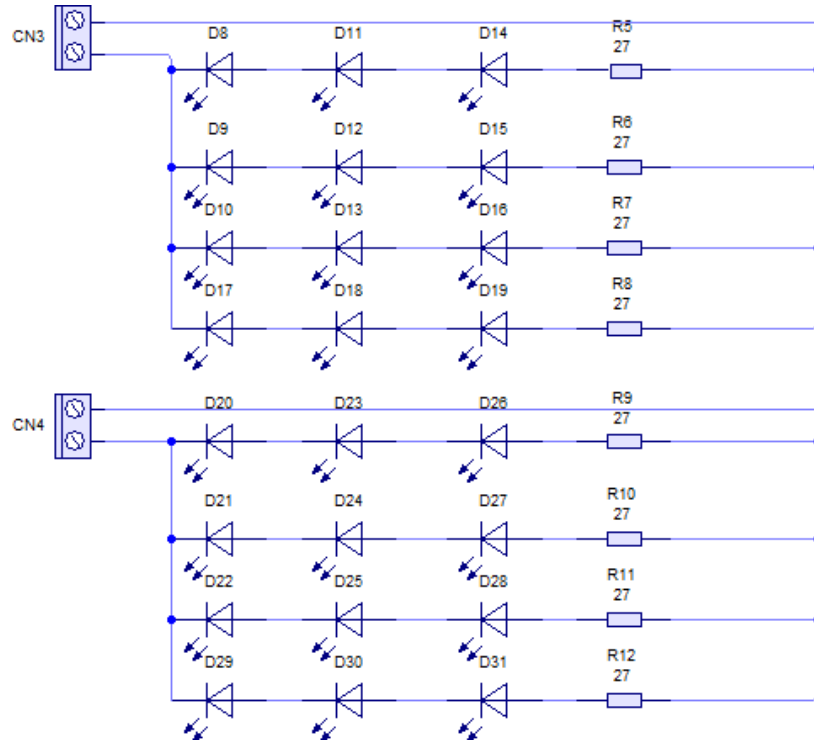 CN3
D8 D11 D14 R5
27
D9 D12 D15 R6
27
D10 D13 D16 R7
27
D17 D18 D19 R8
27
CN4
D20 D23 D26 R9
27
D21 D24 D27 R10
27
D22 D25 D28 R11
27
D29 D30 D31 R12
27